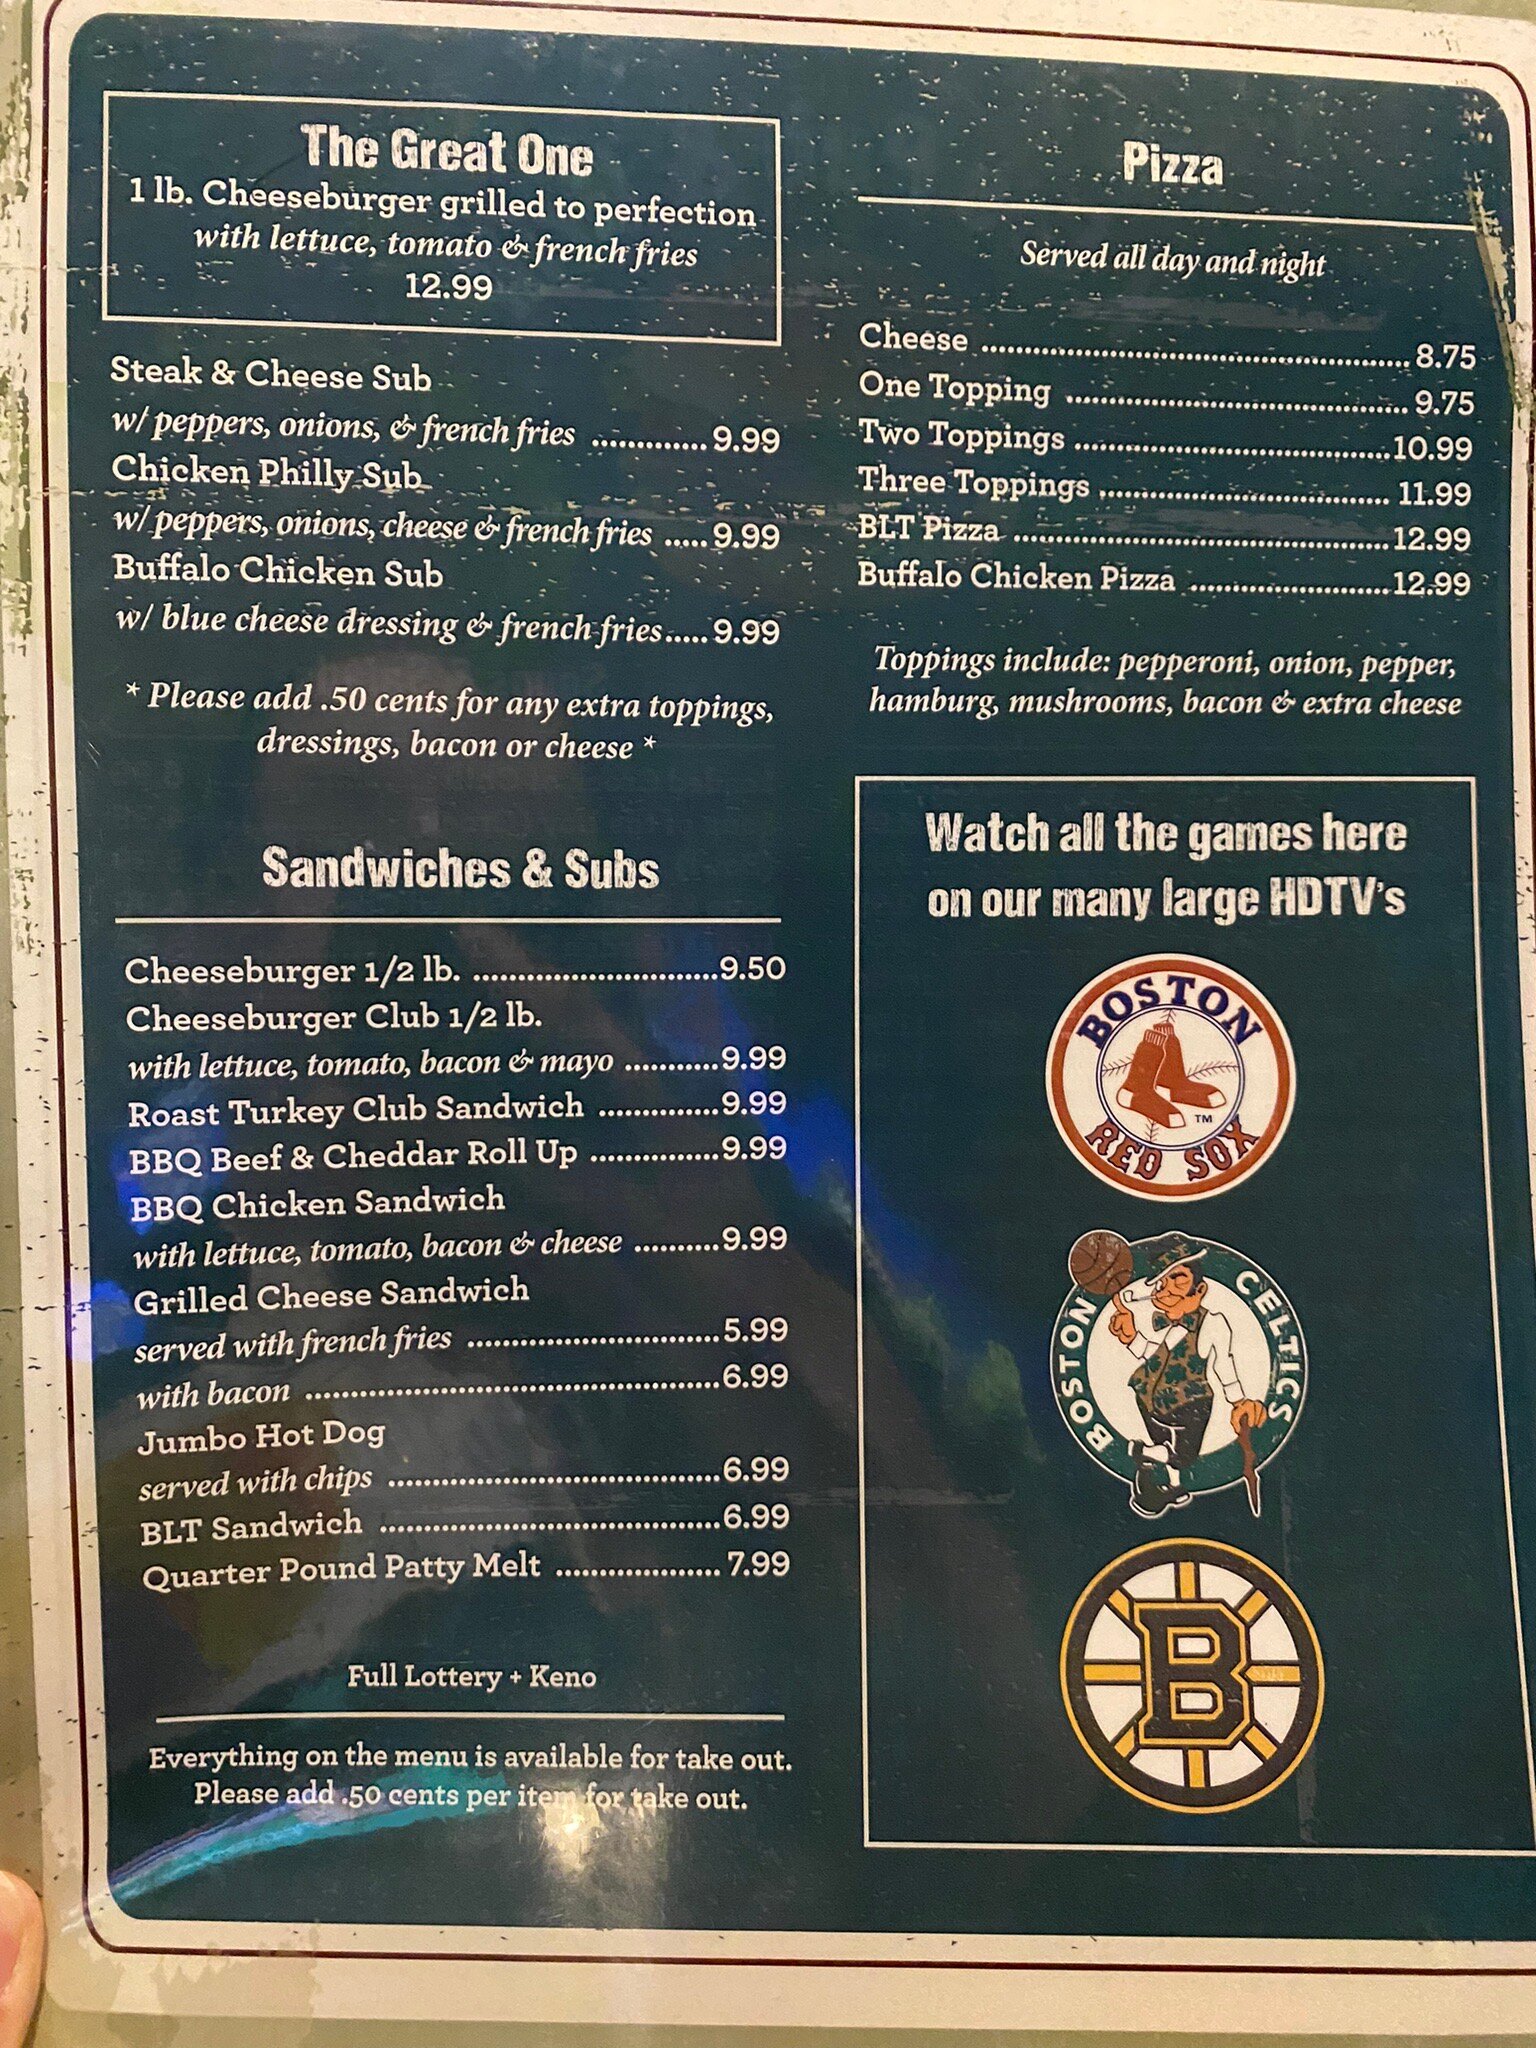 The Great One
1 lb. Cheeseburger grilled to perfection
with lettuce, tomato & french fries
12.99
Steak & Cheese Sub
w/ peppers, onions, & french fries ............. 9.99
Chicken Philly Sub
w/ peppers, onions, cheese & french fries ..... 9.99
Buffalo Chicken Sub
w/ blue cheese dressing & french fries ..... 9.99
* Please add .50 cents for any extra toppings,
dressings, bacon or cheese *
Sandwiches & Subs
Cheeseburger 1/2 lb. ............................ 9.50
Cheeseburger Club 1/2 lb.
with lettuce, tomato, bacon & mayo ........... 9.99
Roast Turkey Club Sandwich .............. 9.99
BBQ Beef & Cheddar Roll Up ............... 9.99
BBQ Chicken Sandwich
with lettuce, tomato, bacon & cheese .......... 9.99
Grilled Cheese Sandwich
served with french fries ............................. 5.99
with bacon ................................................ 6.99
Jumbo Hot Dog
served with chips ...................................... 6.99
BLT Sandwich ....................................... 6.99
Quarter Pound Patty Melt ................... 7.99
Full Lottery + Keno
Everything on the menu is available for take out.
Please add .50 cents per item for take out.
Pizza
Served all day and night
Cheese ................................................. 8.75
One Topping ....................................... 9.75
Two Toppings .................................... 10.99
Three Toppings ................................. 11.99
BLT Pizza ........................................... 12.99
Buffalo Chicken Pizza ....................... 12.99
Toppings include: pepperoni, onion, pepper,
hamburg, mushrooms, bacon & extra cheese
Watch all the games here
on our many large HDTV's
BOSTON
TM
RED SOX
BOSTON CELTICS
B